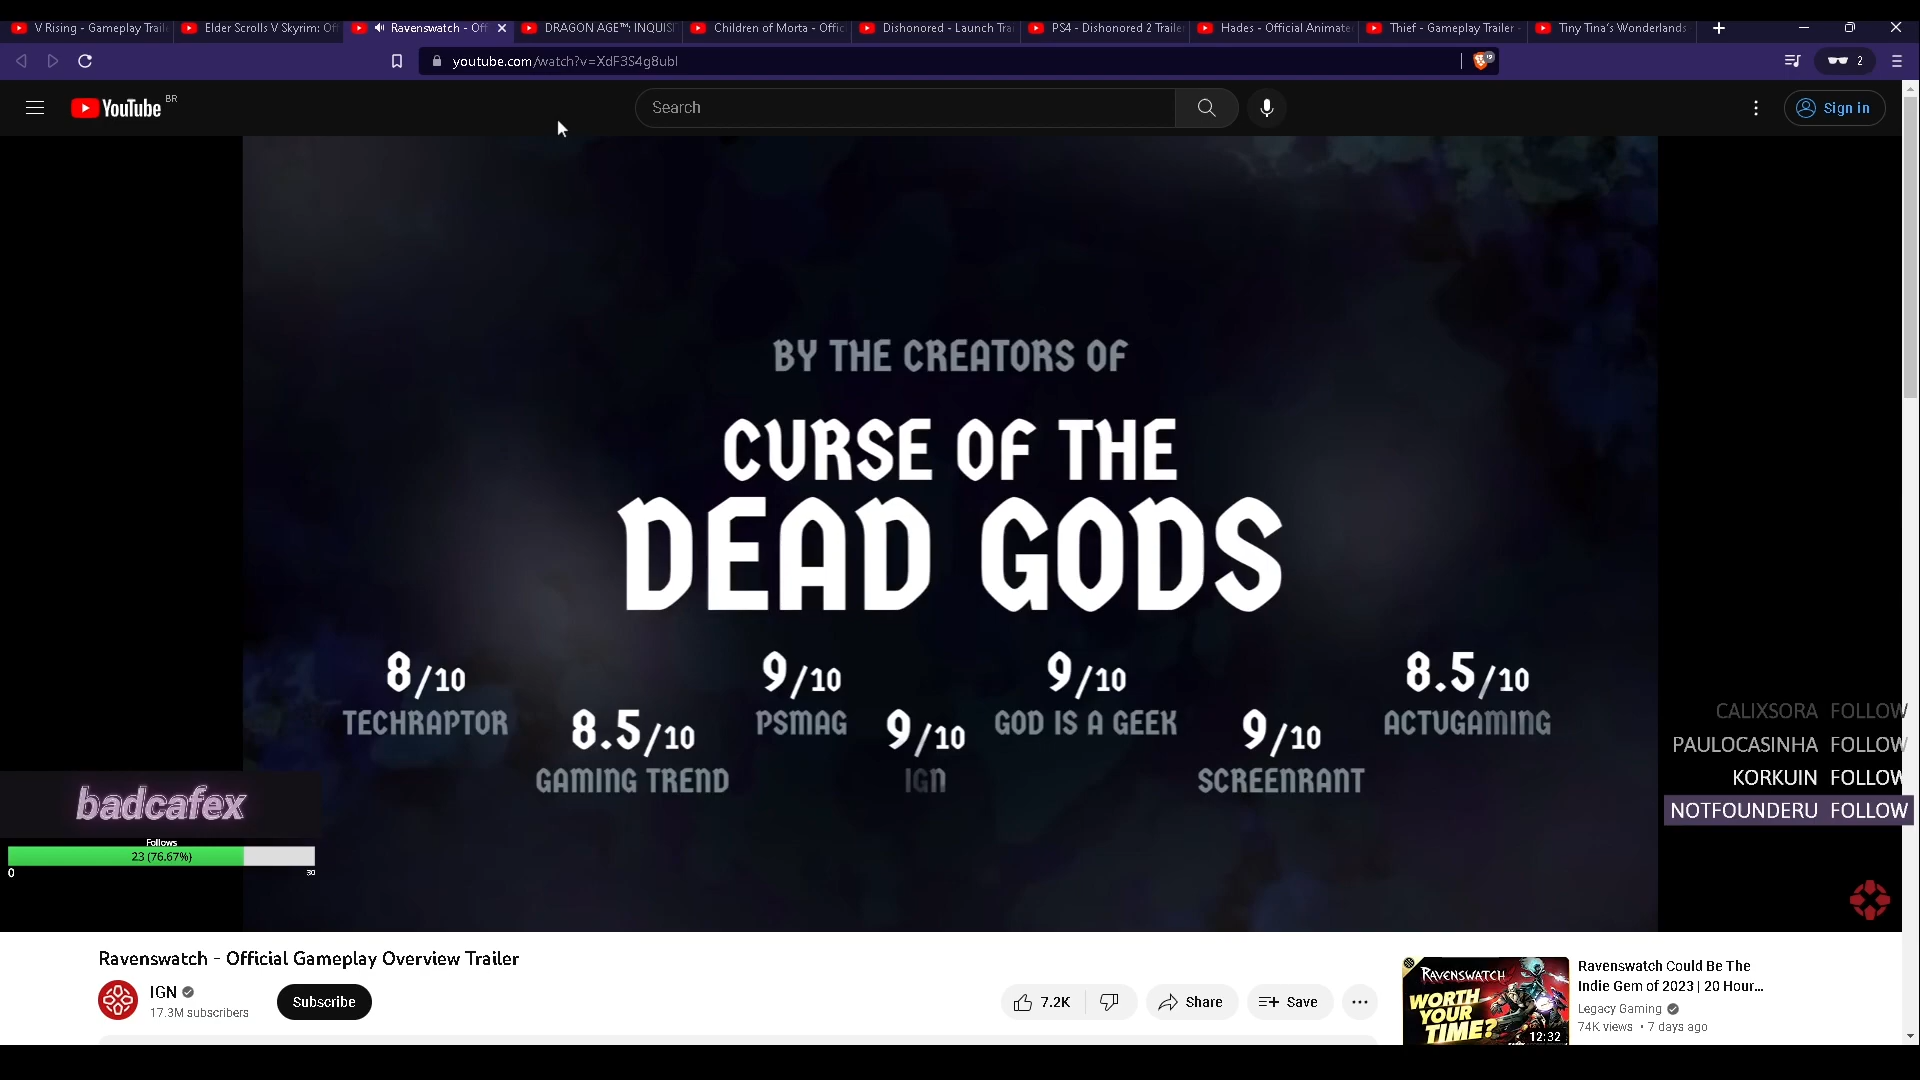 V Rising - Gameplay Traile
Elder Scrolls V Skyrim: Of
Ravenswatch - Off
DRAGON AGE™: INQUISI
Children of Morta - Offic
Dishonored - Launch Tra
PS4 - Dishonored 2 Trailer
Hades - Official Animate
Thief - Gameplay Trailer -
Tiny Tina's Wonderlands
youtube.com/watch?v=XdF3S4g8ubI
2
YouTube BR
Search
Sign in
BY THE CREATORS OF
CURSE OF THE
DEAD GODS
8/10
TECHRAPTOR
8.5/10
GAMING TREND
9/10
PSMAG
9/10
IGN
9/10
GOD IS A GEEK
9/10
SCREENRANT
8.5/10
ACTUGAMING
CALIXSORA FOLLOW
PAULOCASINHA FOLLOW
KORKUIN FOLLOW
NOTFOUNDERU FOLLOW
badcafex
Follows
23 (76.67%)
0 30
Ravenswatch - Official Gameplay Overview Trailer
IGN
17.3M subscribers
Subscribe
7.2K
Share
Save
RAVENSWATCH
WORTH
YOUR
TIME?
12:32
Ravenswatch Could Be The
Indie Gem of 2023 | 20 Hour...
Legacy Gaming
74K views • 7 days ago